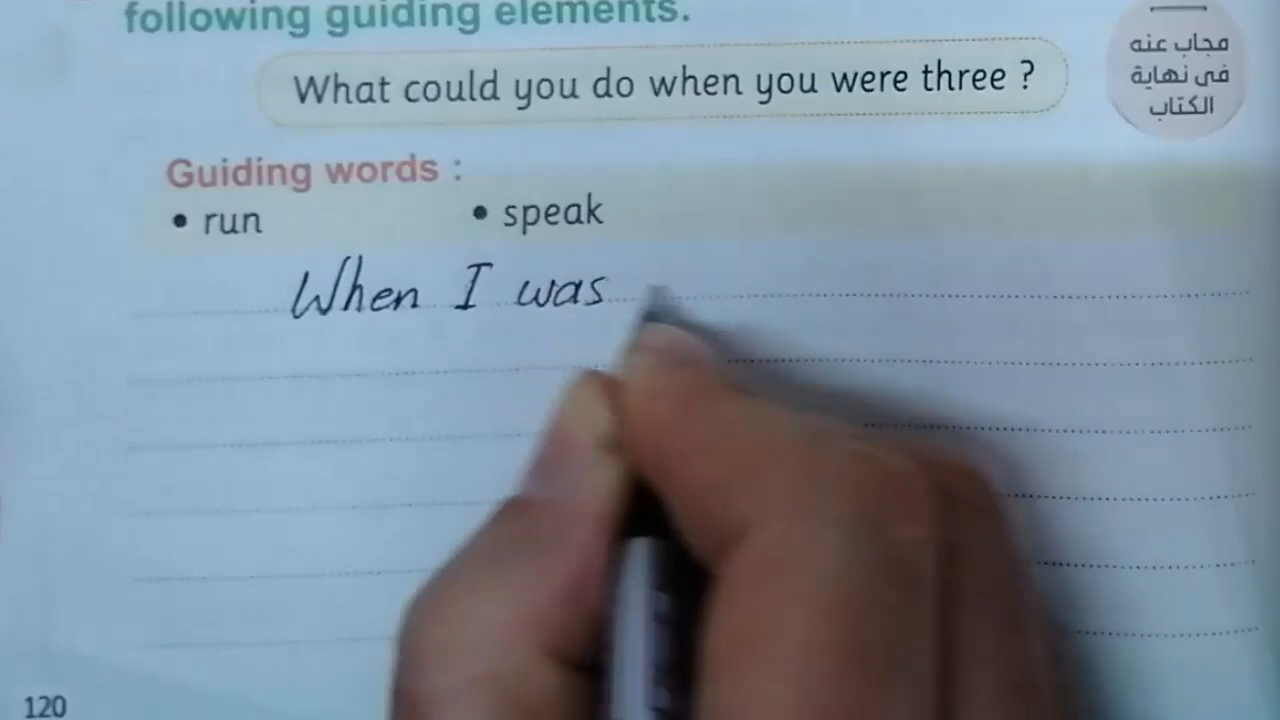 following guiding elements.
What could you do when you were three ?
مجاب عنه
فى نهاية
الكتاب
Guiding words :
• run • speak
When I was
120